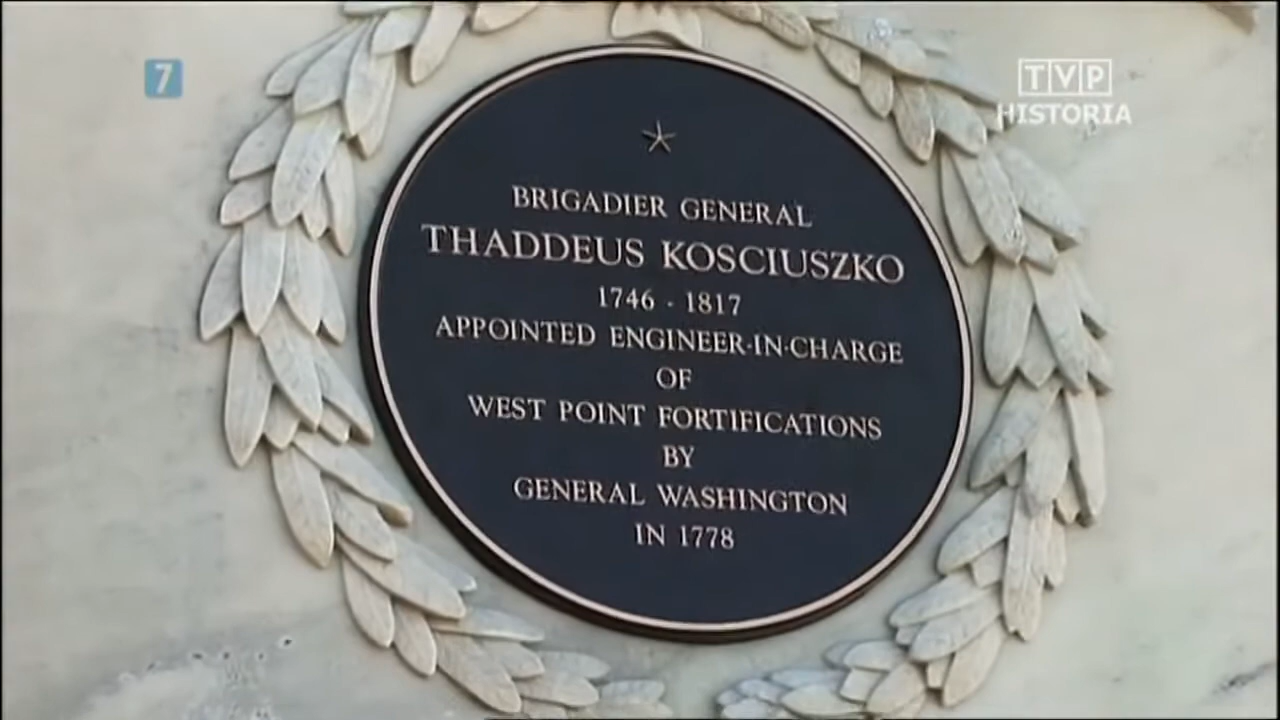 7
TVP
HISTORIA
BRIGADIER GENERAL
THADDEUS KOSCIUSZKO
1746 - 1817
APPOINTED ENGINEER-IN-CHARGE
OF
WEST POINT FORTIFICATIONS
BY
GENERAL WASHINGTON
IN 1778